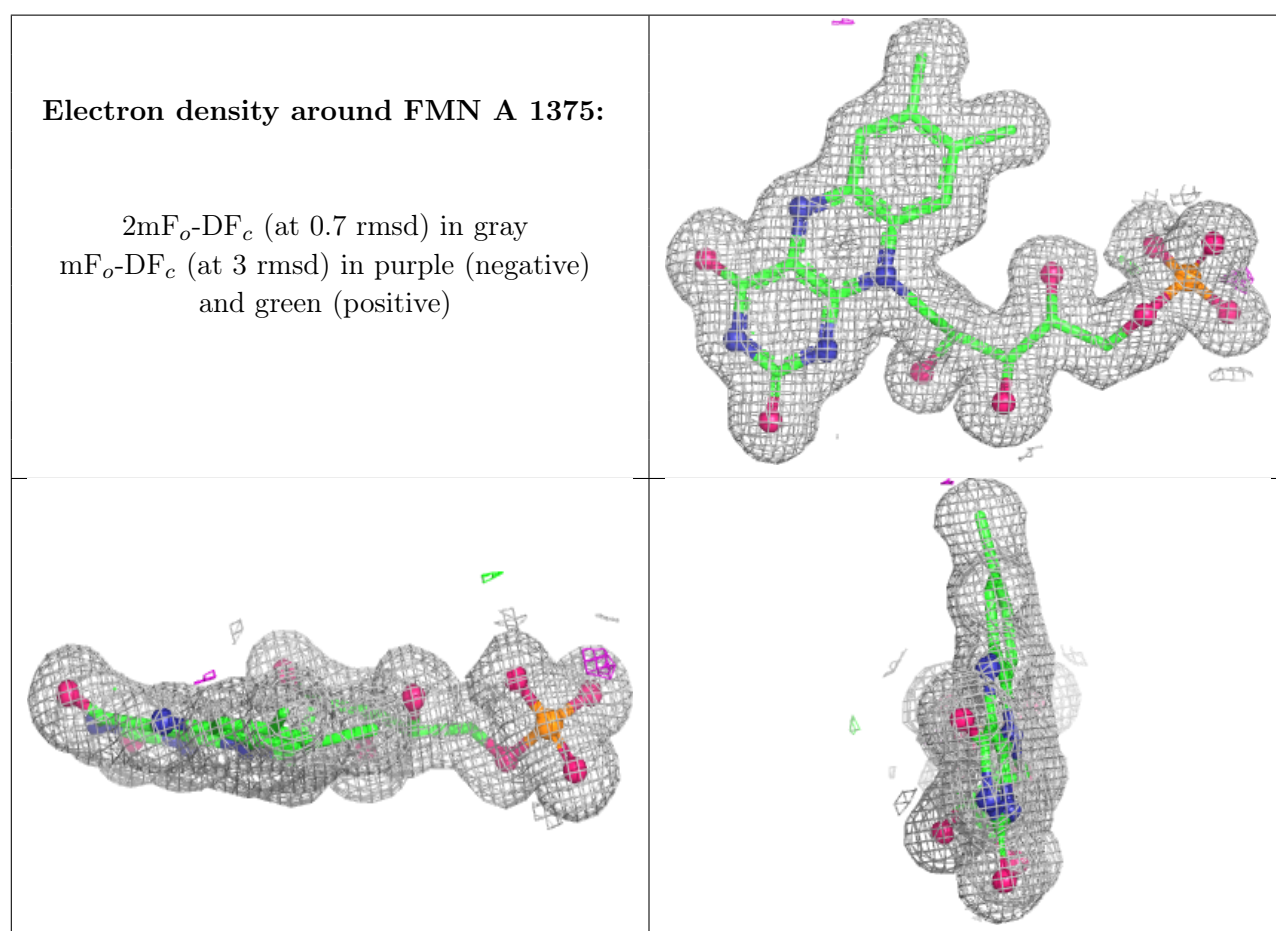 Electron density around FMN A 1375:
2mFo-DFc (at 0.7 rmsd) in gray
mFo-DFc (at 3 rmsd) in purple (negative)
and green (positive)